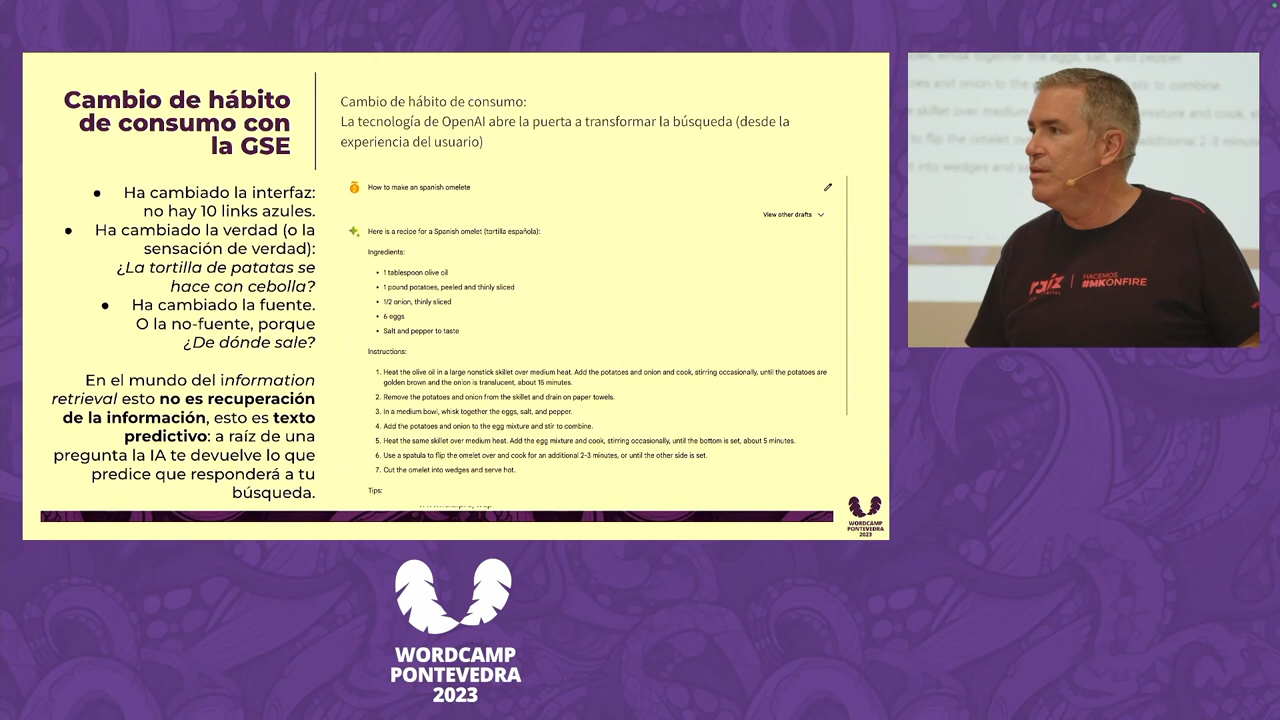 Cambio de hábito
de consumo con
la GSE
Cambio de hábito de consumo:
La tecnología de OpenAI abre la puerta a transformar la búsqueda (desde la
experiencia del usuario)
● Ha cambiado la interfaz:
no hay 10 links azules.
● Ha cambiado la verdad (o la
sensación de verdad):
¿La tortilla de patatas se
hace con cebolla?
● Ha cambiado la fuente.
O la no-fuente, porque
¿De dónde sale?
En el mundo del information
retrieval esto no es recuperación
de la información, esto es texto
predictivo: a raíz de una
pregunta la IA te devuelve lo que
predice que responderá a tu
búsqueda.
How to make an spanish omelete
View other drafts
Here is a recipe for a Spanish omelet (tortilla española):
Ingredients:
• 1 tablespoon olive oil
• 1 pound potatoes, peeled and thinly sliced
• 1/2 onion, thinly sliced
• 6 eggs
• Salt and pepper to taste
Instructions:
1. Heat the olive oil in a large nonstick skillet over medium heat. Add the potatoes and onion and cook, stirring occasionally, until the potatoes are
golden brown and the onion is translucent, about 15 minutes.
2. Remove the potatoes and onion from the skillet and drain on paper towels.
3. In a medium bowl, whisk together the eggs, salt, and pepper.
4. Add the potatoes and onion to the egg mixture and stir to combine.
5. Heat the same skillet over medium heat. Add the egg mixture and cook, stirring occasionally, until the bottom is set, about 5 minutes.
6. Use a spatula to flip the omelet over and cook for an additional 2-3 minutes, or until the other side is set.
7. Cut the omelet into wedges and serve hot.
Tips:
WORDCAMP
PONTEVEDRA
2023
raíz
HACEMOS
#MKONFIRE
WORDCAMP
PONTEVEDRA
2023